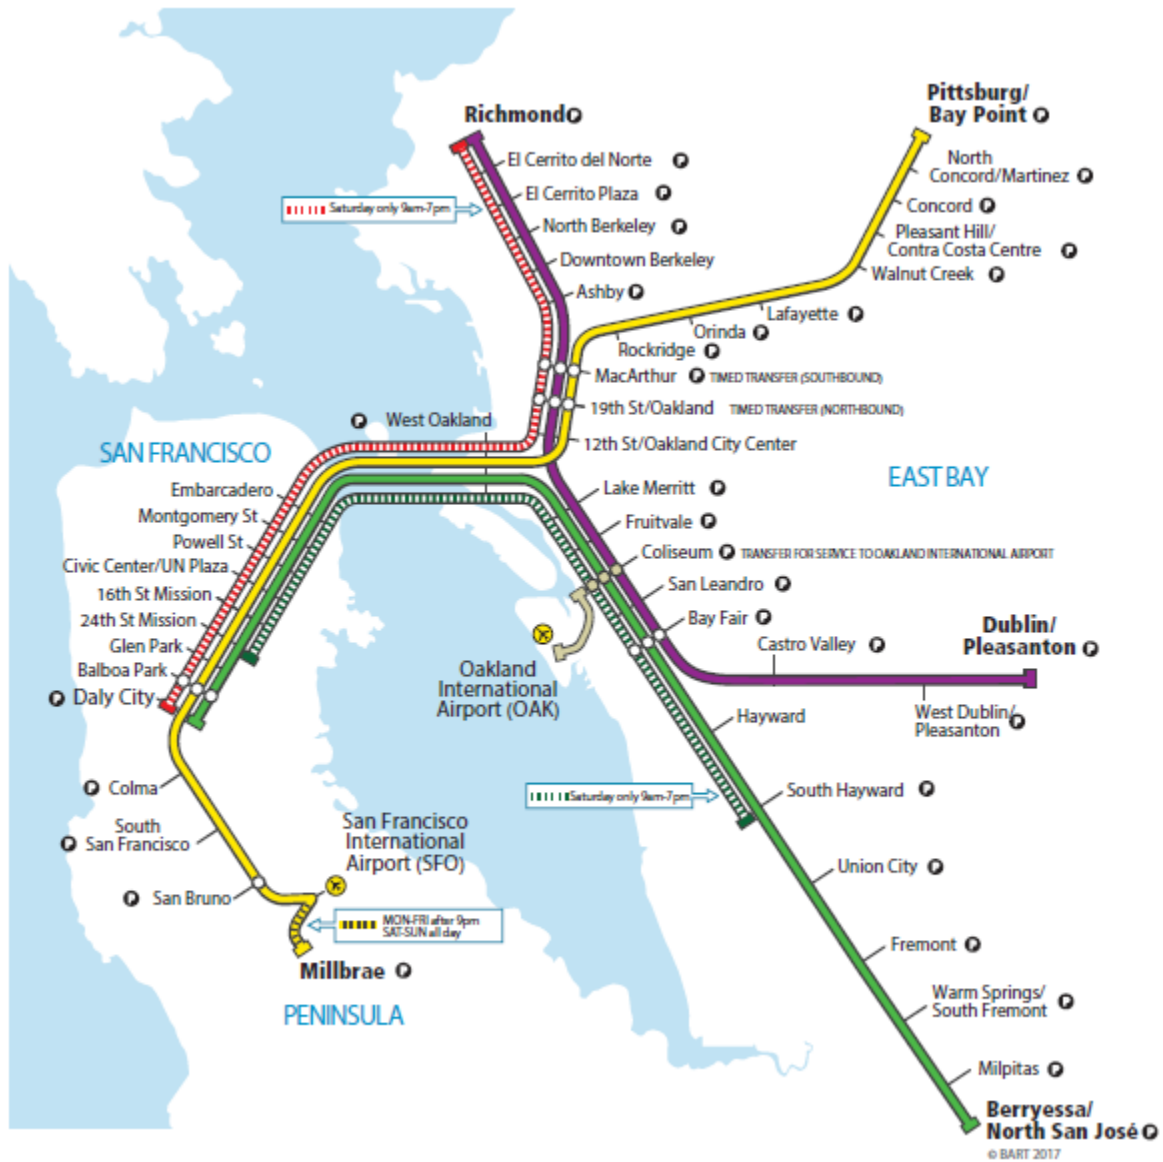 Richmond P
El Cerrito del Norte P
El Cerrito Plaza P
Saturday only 9am-7pm
North Berkeley P
Downtown Berkeley
Ashby P
Pittsburg/
Bay Point P
North
Concord/Martinez P
Concord P
Pleasant Hill/
Contra Costa Centre P
Walnut Creek P
Lafayette P
Orinda P
Rockridge P
MacArthur P TIMED TRANSFER (SOUTHBOUND)
19th St/Oakland TIMED TRANSFER (NORTHBOUND)
12th St/Oakland City Center
P West Oakland
SAN FRANCISCO
EAST BAY
Embarcadero
Montgomery St
Powell St
Civic Center/UN Plaza
16th St Mission
24th St Mission
Glen Park
Balboa Park
P Daly City
Lake Merritt P
Fruitvale P
Coliseum P TRANSFER FOR SERVICE TO OAKLAND INTERNATIONAL AIRPORT
San Leandro P
Bay Fair P
Castro Valley P
Dublin/
Pleasanton P
West Dublin/
Pleasanton P
Oakland
International
Airport (OAK)
Hayward
Saturday only 9am-7pm
South Hayward P
Union City P
Fremont P
Warm Springs/
South Fremont P
Milpitas P
Berryessa/
North San José P
© BART 2017
P Colma
South
P San Francisco
P San Bruno
San Francisco
International
Airport (SFO)
MON-FRI after 9pm
SAT-SUN all day
Millbrae P
PENINSULA